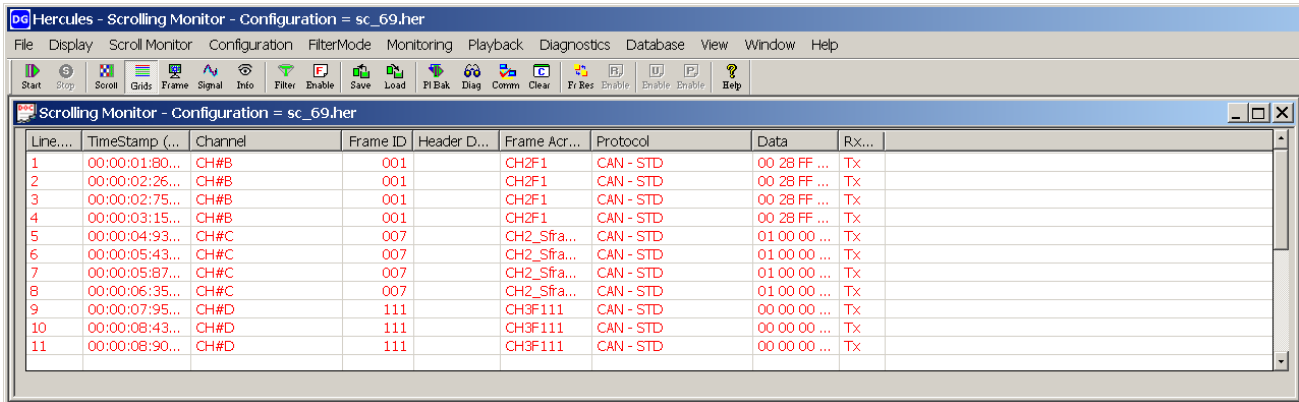 DG Hercules - Scrolling Monitor - Configuration = sc_69.her
File Display Scroll Monitor Configuration FilterMode Monitoring Playback Diagnostics Database View Window Help
Start Stop Scroll Grids Frame Signal Info Filter Enable Save Load Pl Bak Diag Comm Clear Fr Res Enable Enable Enable Help
Scrolling Monitor - Configuration = sc_69.her
Line.... TimeStamp (... Channel Frame ID Header D... Frame Acr... Protocol Data Rx...
1 00:00:01:80... CH#B 001 CH2F1 CAN - STD 00 28 FF ... Tx
2 00:00:02:26... CH#B 001 CH2F1 CAN - STD 00 28 FF ... Tx
3 00:00:02:75... CH#B 001 CH2F1 CAN - STD 00 28 FF ... Tx
4 00:00:03:15... CH#B 001 CH2F1 CAN - STD 00 28 FF ... Tx
5 00:00:04:93... CH#C 007 CH2_Sfra... CAN - STD 01 00 00 ... Tx
6 00:00:05:43... CH#C 007 CH2_Sfra... CAN - STD 01 00 00 ... Tx
7 00:00:05:87... CH#C 007 CH2_Sfra... CAN - STD 01 00 00 ... Tx
8 00:00:06:35... CH#C 007 CH2_Sfra... CAN - STD 01 00 00 ... Tx
9 00:00:07:95... CH#D 111 CH3F111 CAN - STD 00 00 00 ... Tx
10 00:00:08:43... CH#D 111 CH3F111 CAN - STD 00 00 00 ... Tx
11 00:00:08:90... CH#D 111 CH3F111 CAN - STD 00 00 00 ... Tx